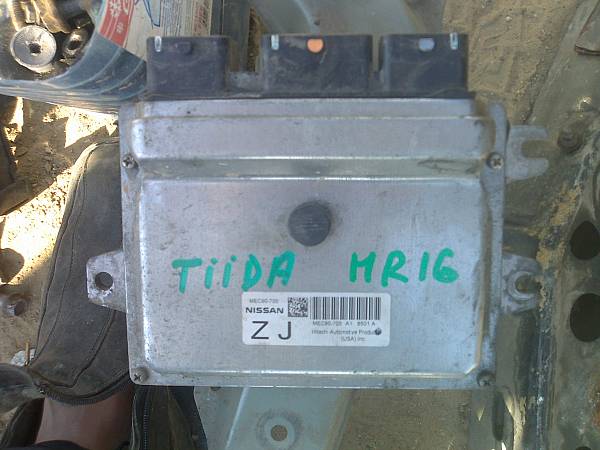 TIIDA MR16
MEC90-700
NISSAN
ZJ
MEC90-700 A1 8501 A
Hitachi Automotive Products
(USA) Inc.